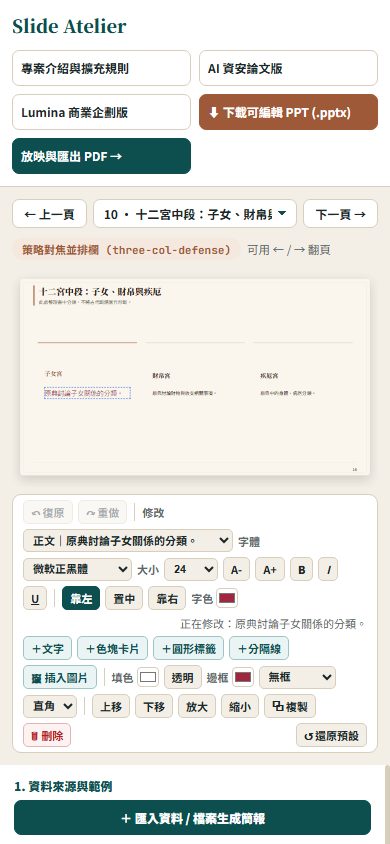 Slide Atelier
專案介紹與擴充規則
AI 資安論文版
Lumina 商業企劃版
⬇ 下載可編輯 PPT (.pptx)
放映與匯出 PDF →
← 上一頁
10 · 十二宮中段：子女、財帛與
下一頁 →
策略對焦並排欄 (three-col-defense)
可用 ← / → 翻頁
十二宮中段：子女、財帛與疾厄
子女宮
財帛宮
疾厄宮
原典討論子女關係的分類。
↶ 復原
↷ 重做
修改
正文｜原典討論子女關係的分類。
字體
微軟正黑體
大小
24
A-
A+
B
I
U
靠左
置中
靠右
字色
正在修改：原典討論子女關係的分類。
＋文字
＋色塊卡片
＋圓形標籤
＋分隔線
插入圖片
填色
透明
邊框
無框
直角
上移
下移
放大
縮小
複製
刪除
↺還原預設
1. 資料來源與範例
＋ 匯入資料 / 檔案生成簡報